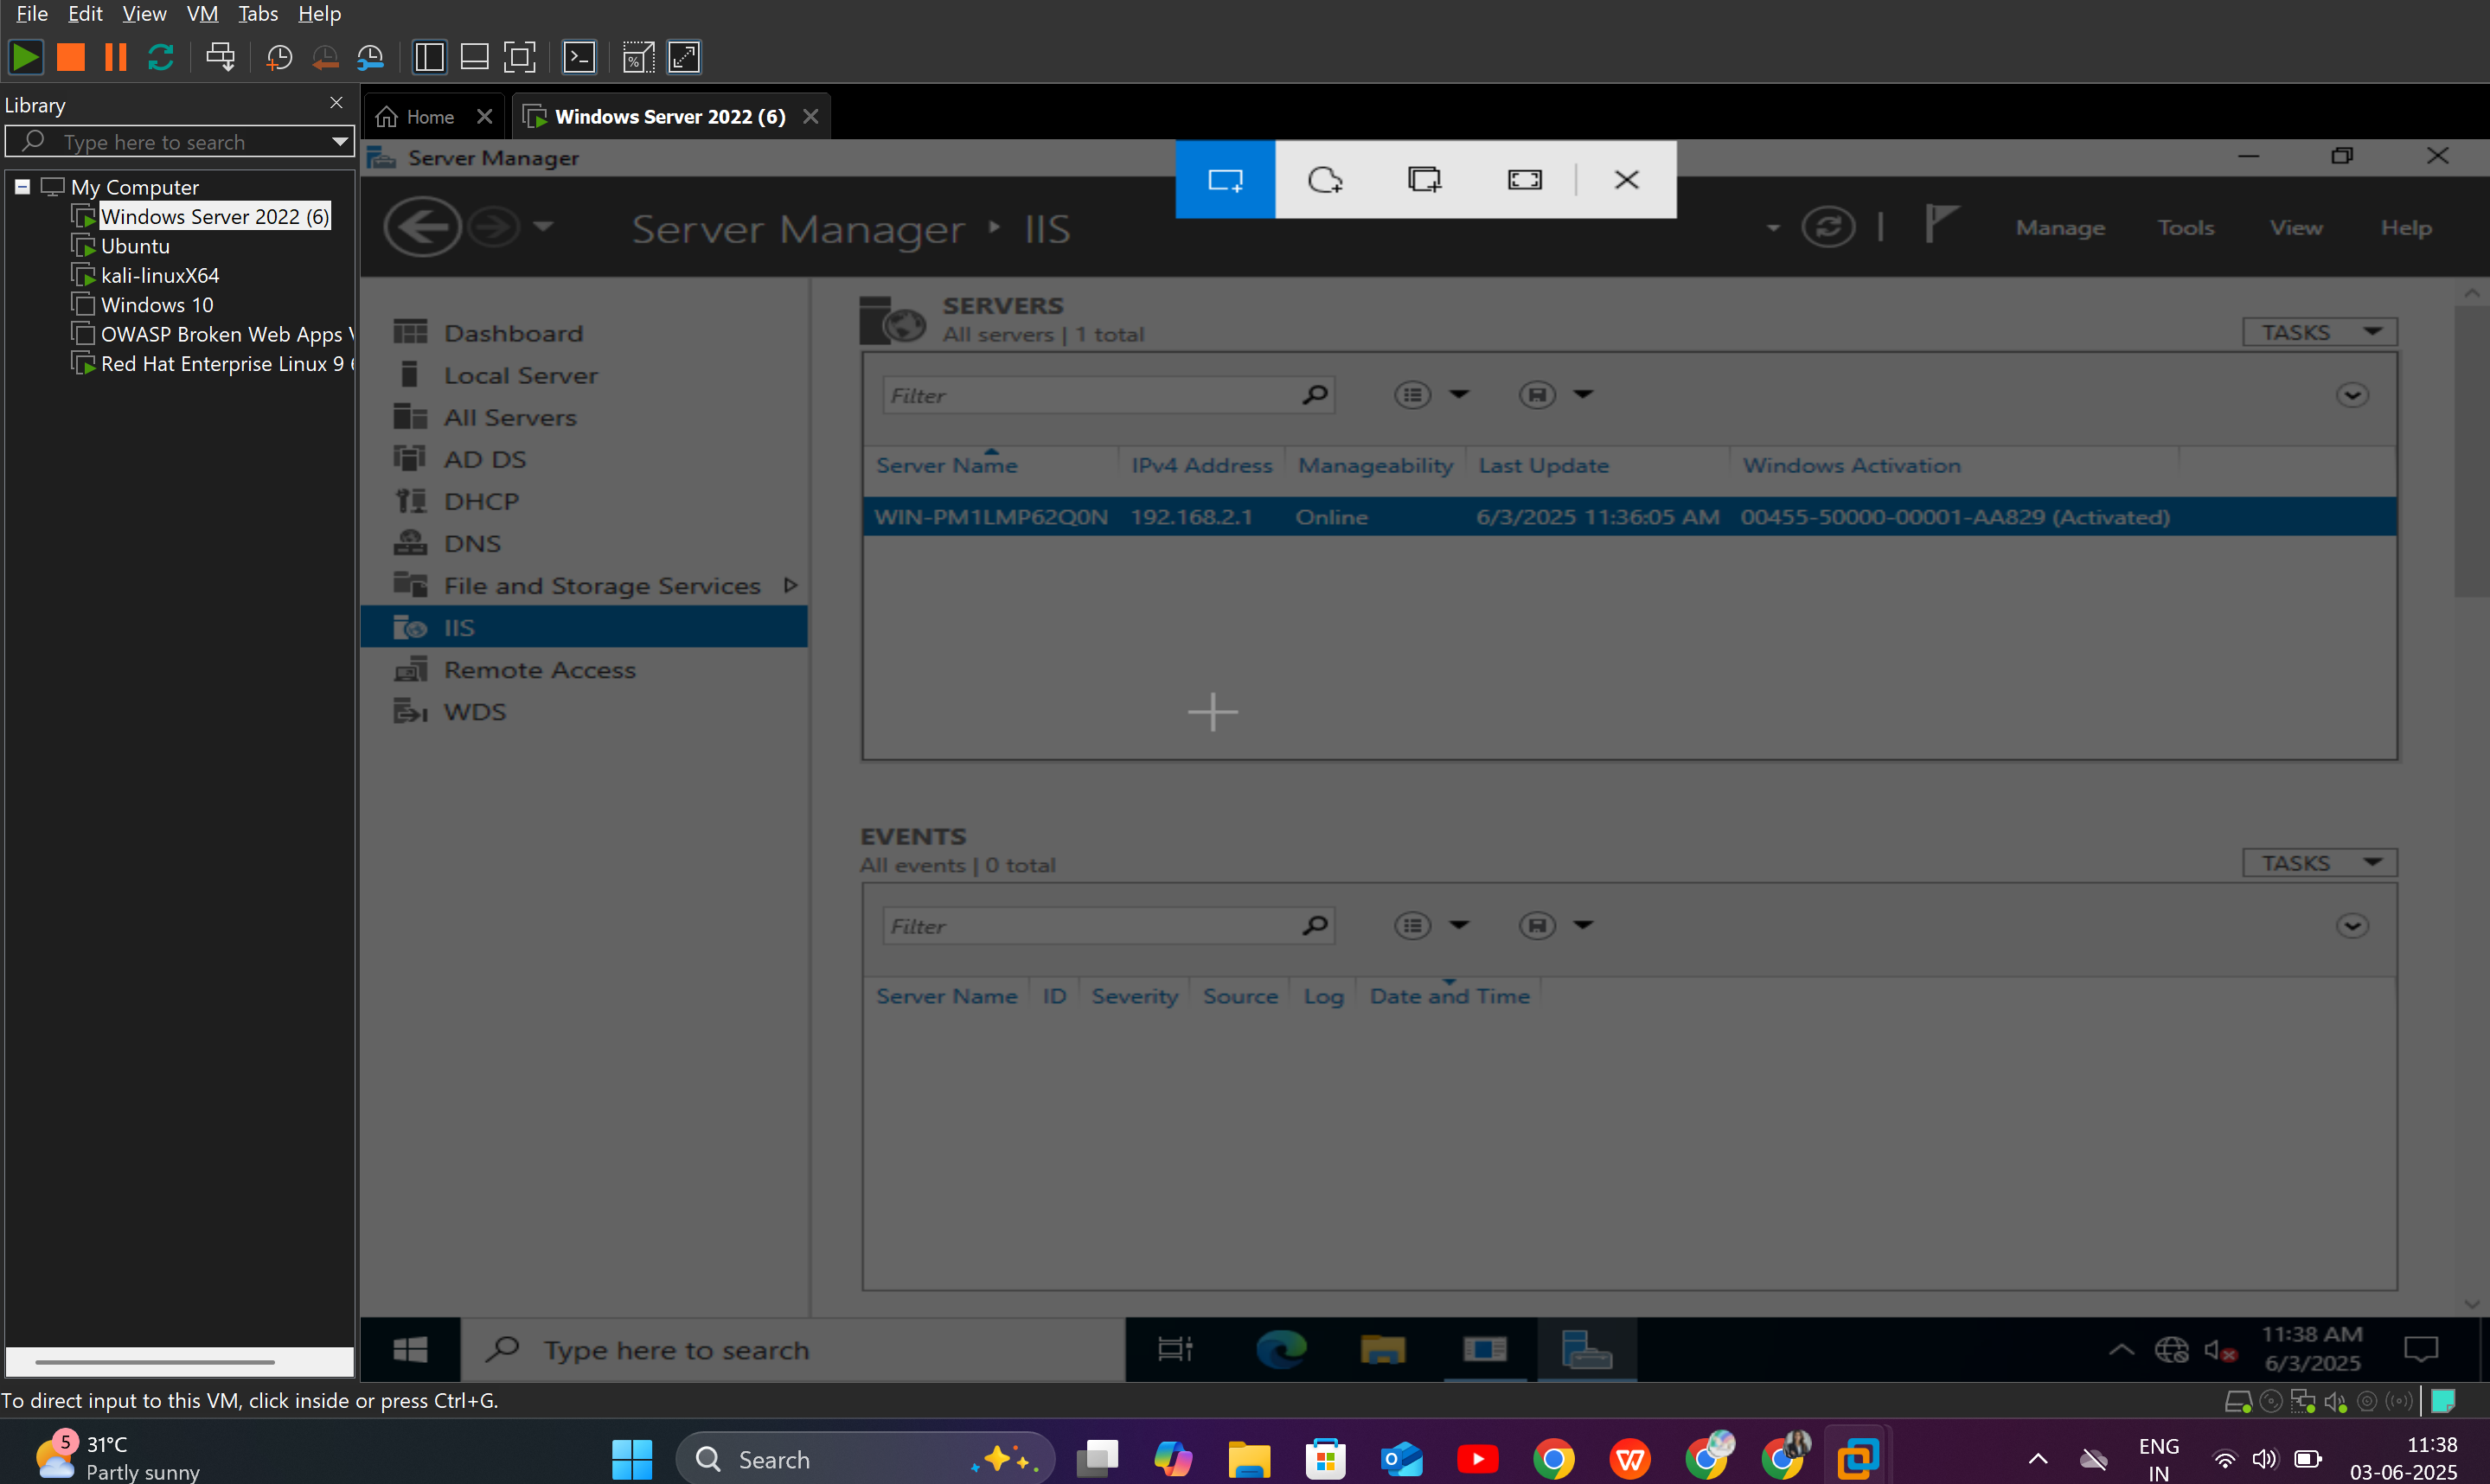 File Edit View VM Tabs Help
Library
Type here to search
My Computer
Windows Server 2022 (6)
Ubuntu
kali-linuxX64
Windows 10
OWASP Broken Web Apps
Red Hat Enterprise Linux 9
Home
Windows Server 2022 (6)
Server Manager
Server Manager IIS
Manage Tools View Help
Dashboard
Local Server
All Servers
AD DS
DHCP
DNS
File and Storage Services
IIS
Remote Access
WDS
SERVERS
All servers | 1 total
TASKS
Filter
Server Name IPv4 Address Manageability Last Update Windows Activation
WIN-PM1LMP62Q0N 192.168.2.1 Online 6/3/2025 11:36:05 AM 00455-50000-00001-AA829 (Activated)
EVENTS
All events | 0 total
TASKS
Filter
Server Name ID Severity Source Log Date and Time
Type here to search
11:38 AM
6/3/2025
To direct input to this VM, click inside or press Ctrl+G.
5
31°C
Partly sunny
Search
ENG
IN
11:38
03-06-2025